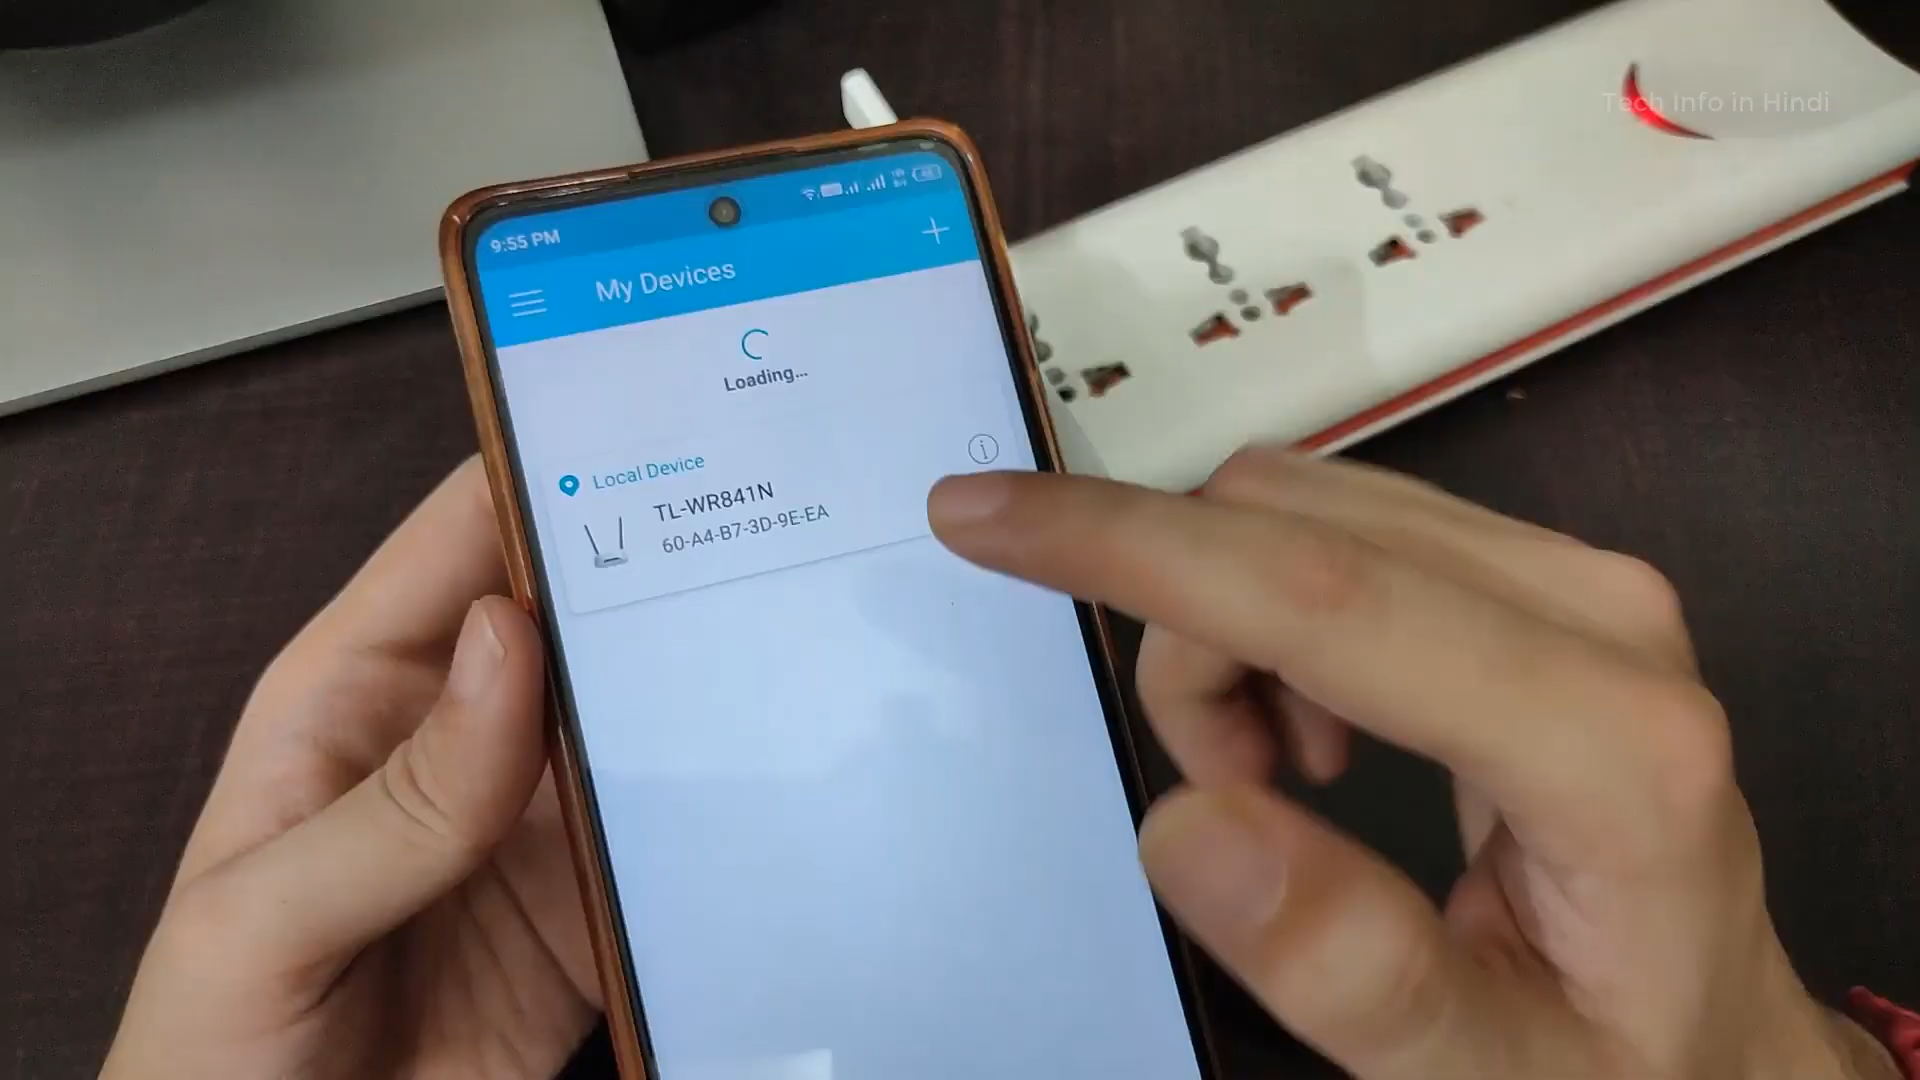 Tech Info in Hindi
9:55 PM
My Devices
Loading...
Local Device
TL-WR841N
60-A4-B7-3D-9E-EA